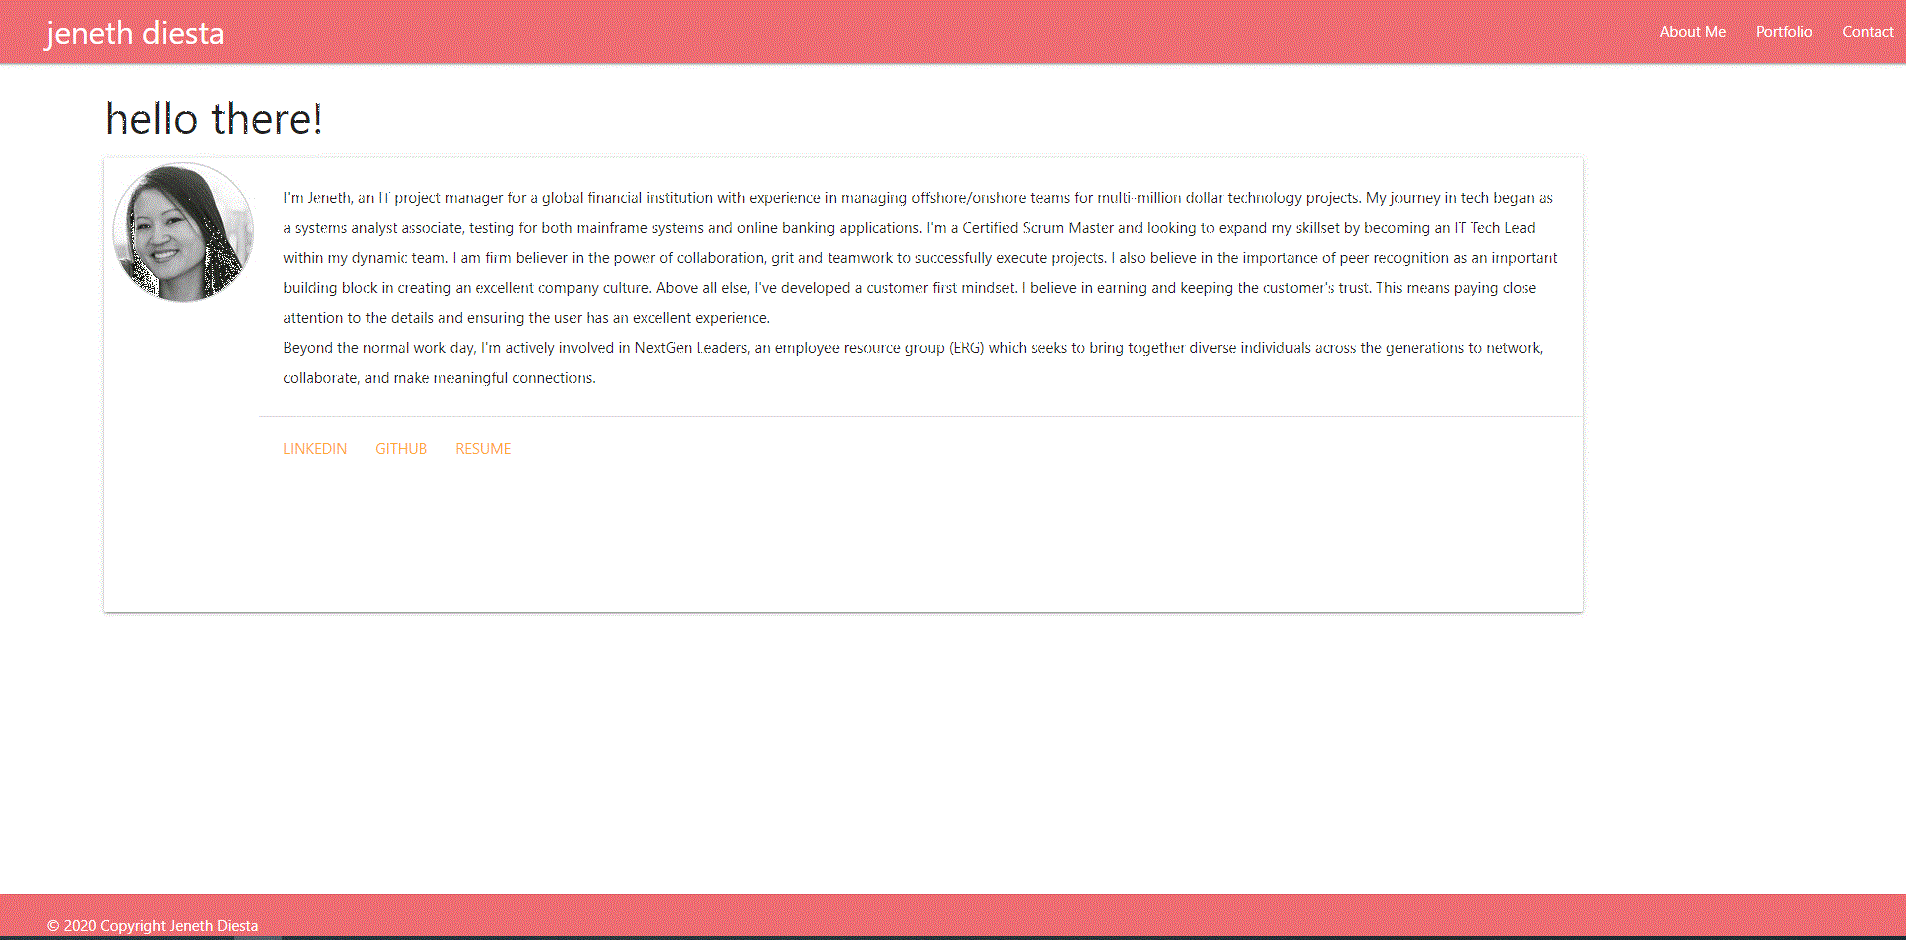 jeneth diesta
About Me Portfolio Contact
hello there!
I'm Jeneth, an IT project manager for a global financial institution with experience in managing offshore/onshore teams for multi-million dollar technology projects. My journey in tech began as
a systems analyst associate, testing for both mainframe systems and online banking applications. I'm a Certified Scrum Master and looking to expand my skillset by becoming an IT Tech Lead
within my dynamic team. I am firm believer in the power of collaboration, grit and teamwork to successfully execute projects. I also believe in the importance of peer recognition as an important
building block in creating an excellent company culture. Above all else, I've developed a customer first mindset. I believe in earning and keeping the customer's trust. This means paying close
attention to the details and ensuring the user has an excellent experience.
Beyond the normal work day, I'm actively involved in NextGen Leaders, an employee resource group (ERG) which seeks to bring together diverse individuals across the generations to network,
collaborate, and make meaningful connections.
LINKEDIN GITHUB RESUME
© 2020 Copyright Jeneth Diesta